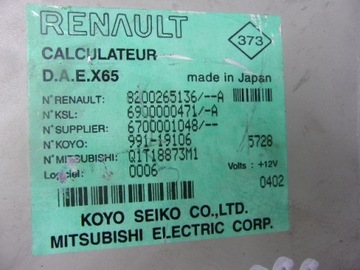 RENAULT
373
CALCULATEUR
D.A.E.X65
made in Japan
N°RENAULT: 8200265136/--A
N°KSL: 6900000471/-A
N°SUPPLIER: 6700001048/--
N°KOYO: 991-19106 5728
N°MITSUBISHI: Q1T18873M1 Volts : +12V
Logiciel: 0006
0402
KOYO SEIKO CO.,LTD.
MITSUBISHI ELECTRIC CORP.